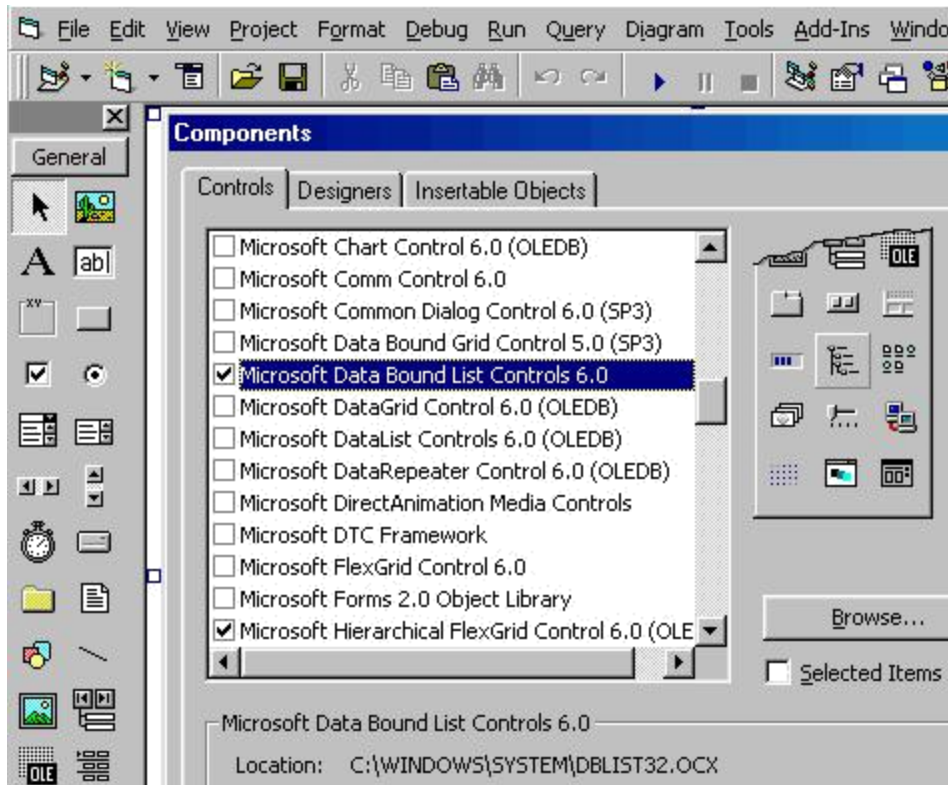 File Edit View Project Format Debug Run Query Diagram Tools Add-Ins Windo
Components
General
Controls Designers Insertable Objects
Microsoft Chart Control 6.0 (OLEDB)
Microsoft Comm Control 6.0
Microsoft Common Dialog Control 6.0 (SP3)
Microsoft Data Bound Grid Control 5.0 (SP3)
Microsoft Data Bound List Controls 6.0
Microsoft DataGrid Control 6.0 (OLEDB)
Microsoft DataList Controls 6.0 (OLEDB)
Microsoft DataRepeater Control 6.0 (OLEDB)
Microsoft DirectAnimation Media Controls
Microsoft DTC Framework
Microsoft FlexGrid Control 6.0
Microsoft Forms 2.0 Object Library
Microsoft Hierarchical FlexGrid Control 6.0 (OLE
A ab
XY
OLE
OLE
Browse...
Selected Items
Microsoft Data Bound List Controls 6.0
Location: C:\WINDOWS\SYSTEM\DBLIST32.OCX